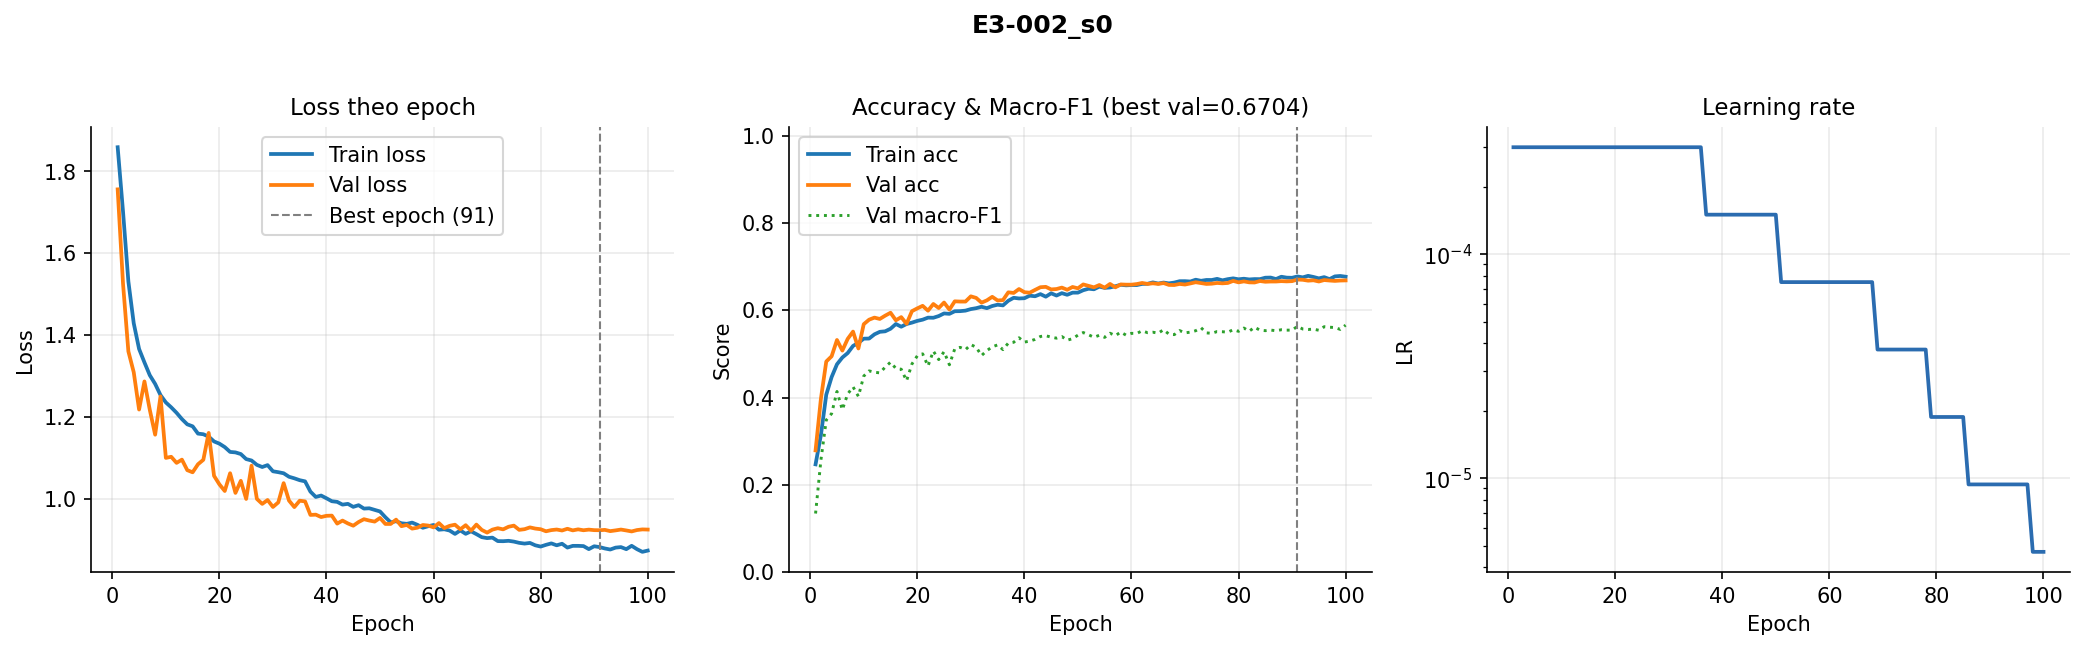 E3-002_s0
Loss theo epoch
Loss
1.8
1.6
1.4
1.2
1.0
Train loss
Val loss
Best epoch (91)
0 20 40 60 80 100
Epoch
Accuracy & Macro-F1 (best val=0.6704)
Score
1.0
0.8
0.6
0.4
0.2
0.0
Train acc
Val acc
Val macro-F1
0 20 40 60 80 100
Epoch
Learning rate
LR
10⁻⁴
10⁻⁵
0 20 40 60 80 100
Epoch